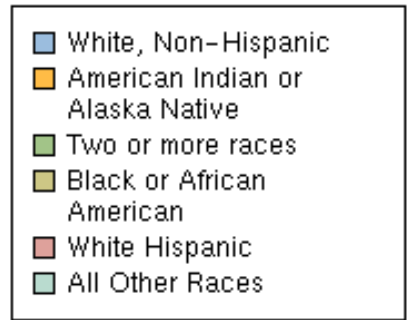 White, Non-Hispanic
American Indian or
Alaska Native
Two or more races
Black or African
American
White Hispanic
All Other Races